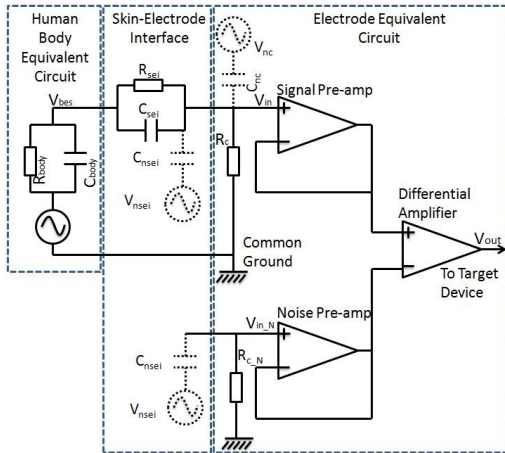 Human
Body
Equivalent
Circuit
Skin-Electrode
Interface
Electrode Equivalent
Circuit
Vnc
Cnc
Rsei
Csei
Vbes
Vin
Signal Pre-amp
+
−
Rc
Cnsei
Vnsei
Rbody
Cbody
Differential
Amplifier
+
−
Vout
To Target
Device
Common
Ground
Noise Pre-amp
Vin_N
+
−
Rc_N
Cnsei
Vnsei